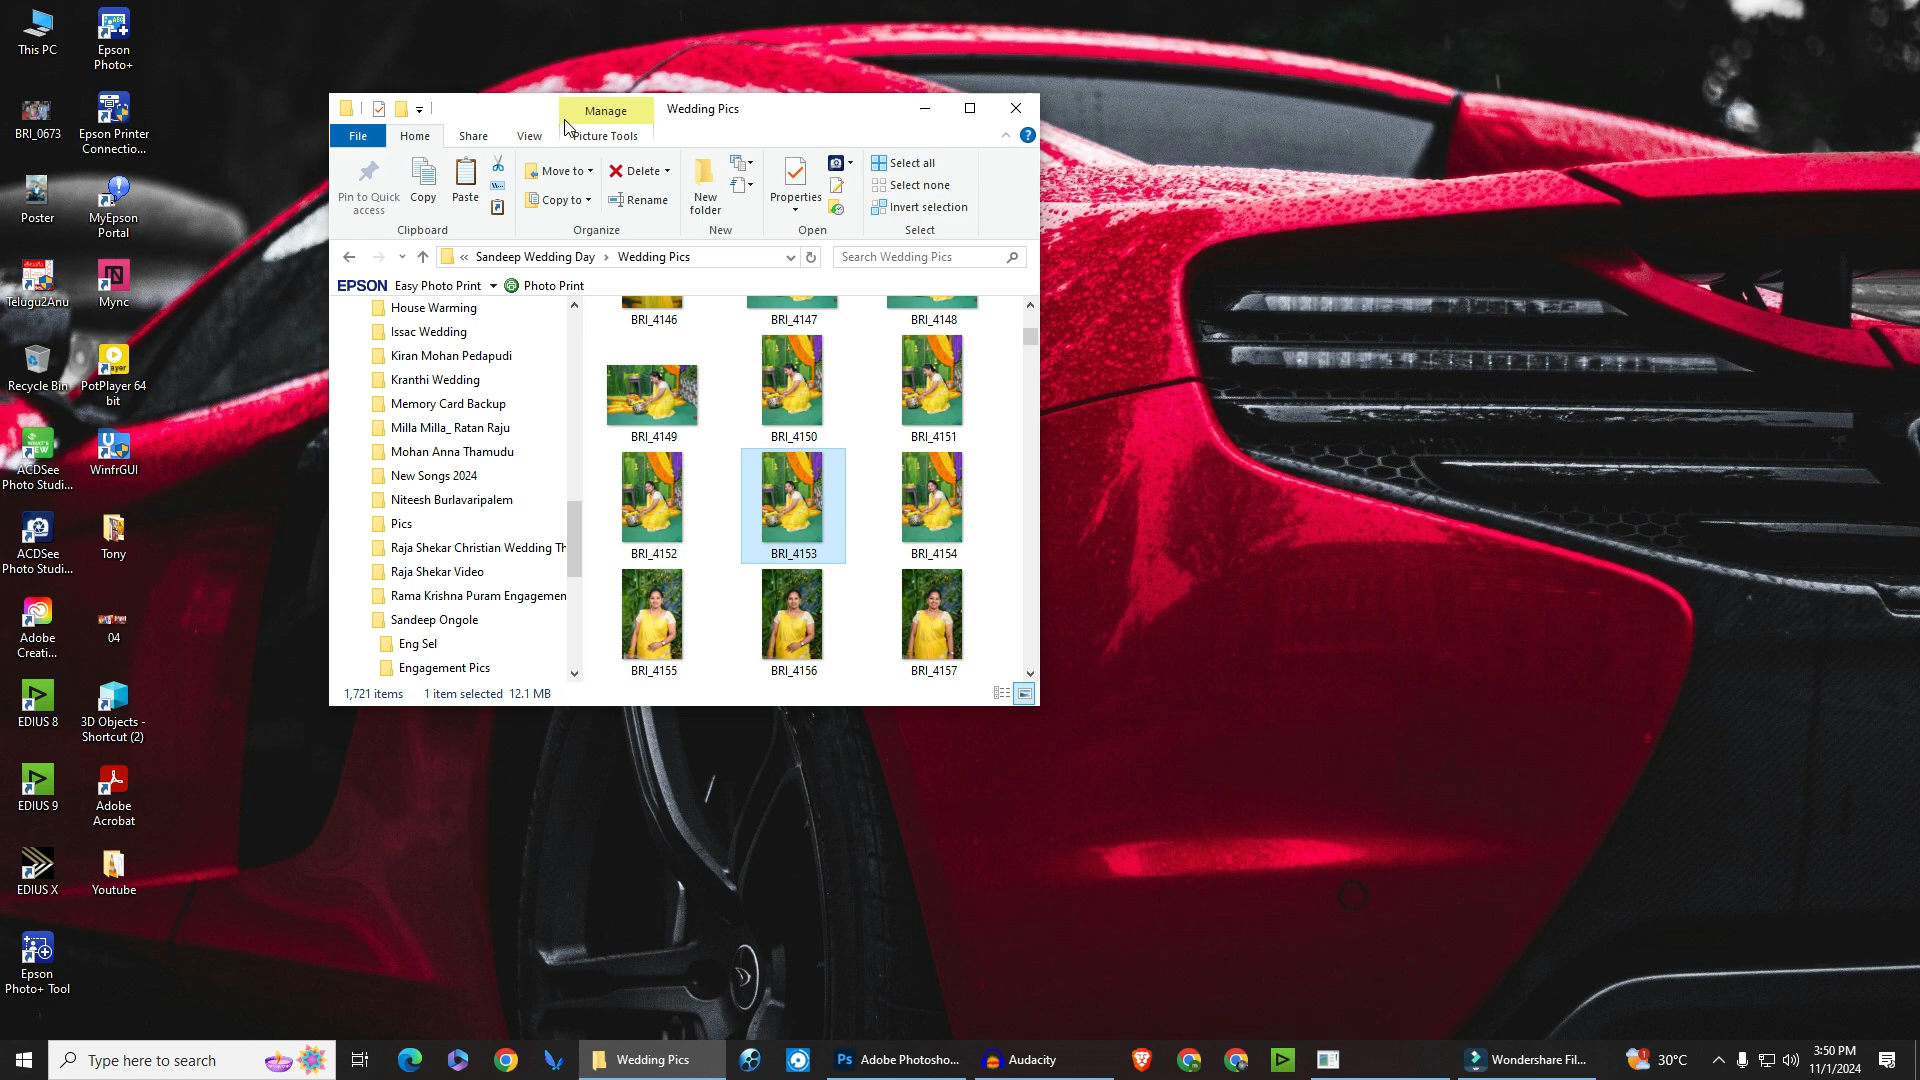 This PC
Epson
Photo+
BRI_0673
Epson Printer
Connectio...
Poster
MyEpson
Portal
Telugu2Anu
Mync
Recycle Bin
PotPlayer 64
bit
ACDSee
Photo Studi...
WinfrGUI
ACDSee
Photo Studi...
Tony
Adobe
Creati...
04
EDIUS 8
3D Objects -
Shortcut (2)
EDIUS 9
Adobe
Acrobat
EDIUS X
Youtube
Epson
Photo+ Tool
Manage
Wedding Pics
File
Home
Share
View
Picture Tools
Pin to Quick
access
Copy
Paste
Move to
Copy to
Delete
Rename
New
folder
Properties
Select all
Select none
Invert selection
Clipboard
Organize
New
Open
Select
« Sandeep Wedding Day › Wedding Pics
Search Wedding Pics
EPSON Easy Photo Print
Photo Print
House Warming
Issac Wedding
Kiran Mohan Pedapudi
Kranthi Wedding
Memory Card Backup
Milla Milla_ Ratan Raju
Mohan Anna Thamudu
New Songs 2024
Niteesh Burlavaripalem
Pics
Raja Shekar Christian Wedding Th
Raja Shekar Video
Rama Krishna Puram Engagemen
Sandeep Ongole
Eng Sel
Engagement Pics
BRI_4146
BRI_4147
BRI_4148
BRI_4149
BRI_4150
BRI_4151
BRI_4152
BRI_4153
BRI_4154
BRI_4155
BRI_4156
BRI_4157
1,721 items
1 item selected 12.1 MB
Type here to search
Wedding Pics
Ps
Adobe Photosho...
Audacity
Wondershare Fil...
1
30°C
3:50 PM
11/1/2024